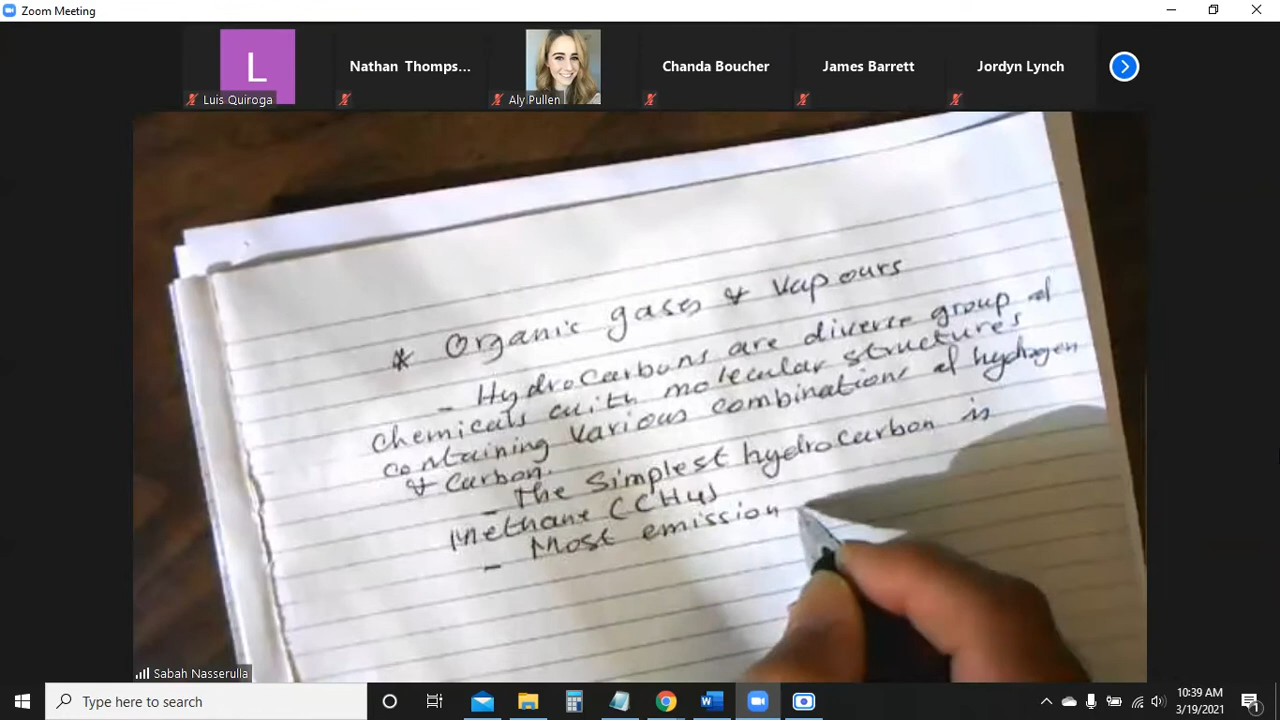 Zoom Meeting
L
Luis Quiroga
Nathan Thomps...
Aly Pullen
Chanda Boucher
James Barrett
Jordyn Lynch
* Organic gases & Vapours
- Hydrocarbons are diverse group of
chemicals with molecular structures
containing various combinations of hydrogen
& Carbon.
- The Simplest hydrocarbon is
Methane (CH4)
- Most emission
Sabah Nasserulla
Type here to search
10:39 AM
3/19/2021
1